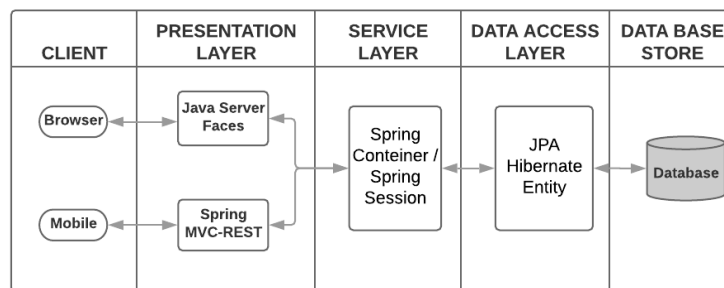 CLIENT
PRESENTATION
LAYER
SERVICE
LAYER
DATA ACCESS
LAYER
DATA BASE
STORE
Browser
Java Server
Faces
Mobile
Spring
MVC-REST
Spring
Conteiner /
Spring
Session
JPA
Hibernate
Entity
Database